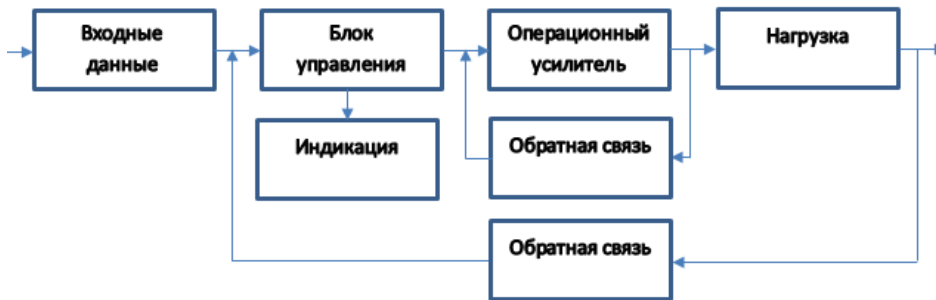 Входные
данные
Блок
управления
Операционный
усилитель
Нагрузка
Индикация
Обратная связь
Обратная связь